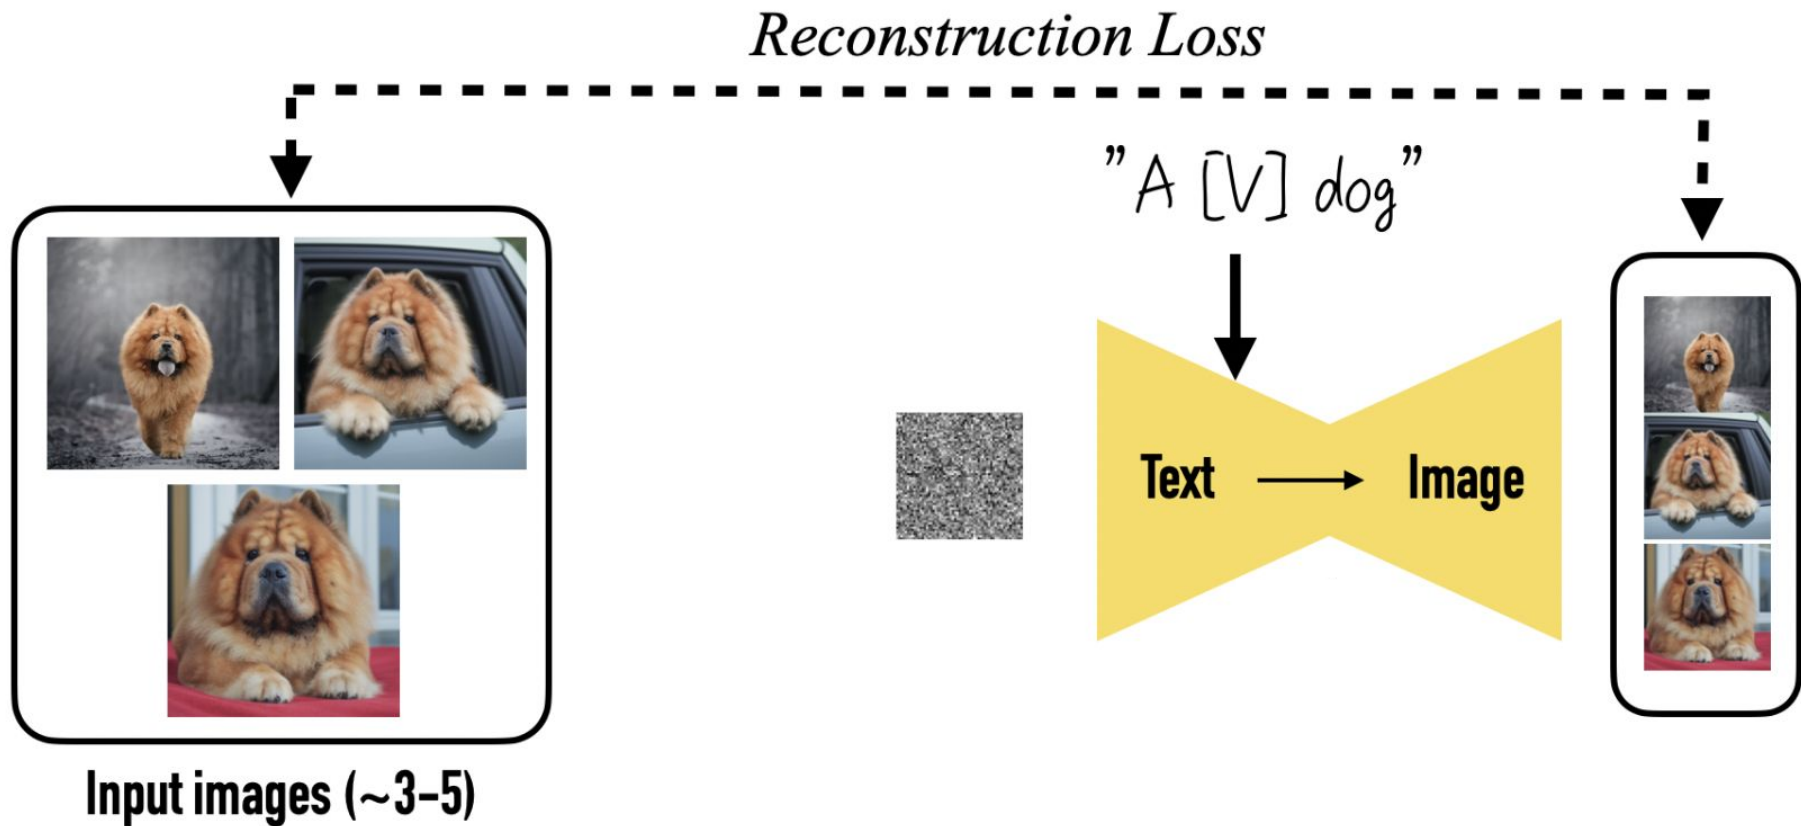 Reconstruction Loss
”A [V] dog”
Text → Image
Input images (~3–5)